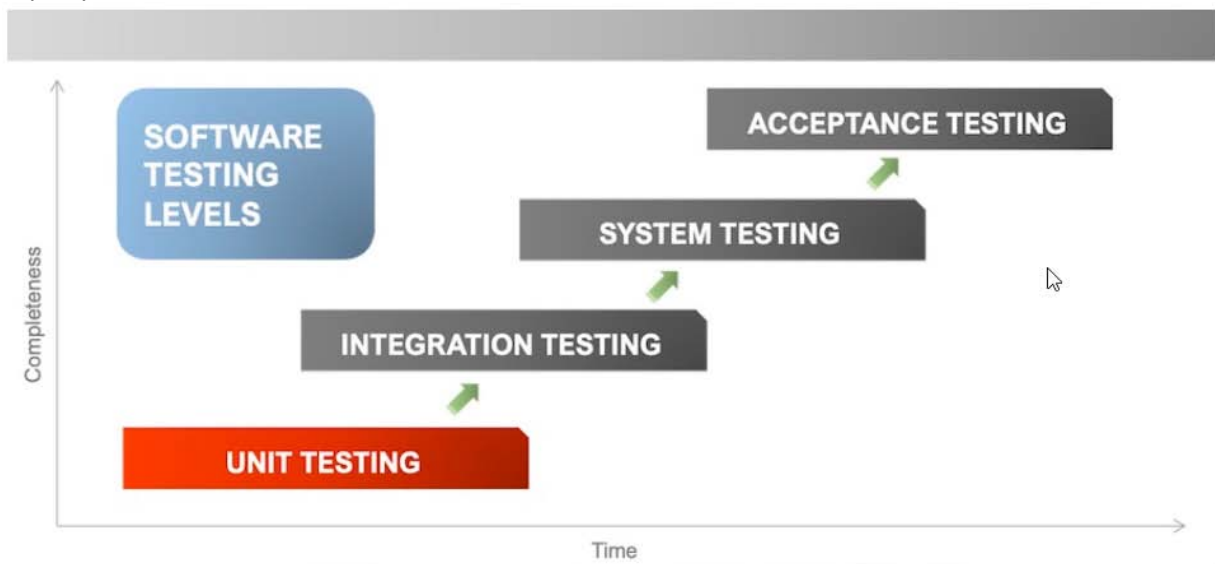 SOFTWARE
TESTING
LEVELS
ACCEPTANCE TESTING
SYSTEM TESTING
INTEGRATION TESTING
UNIT TESTING
Completeness
Time